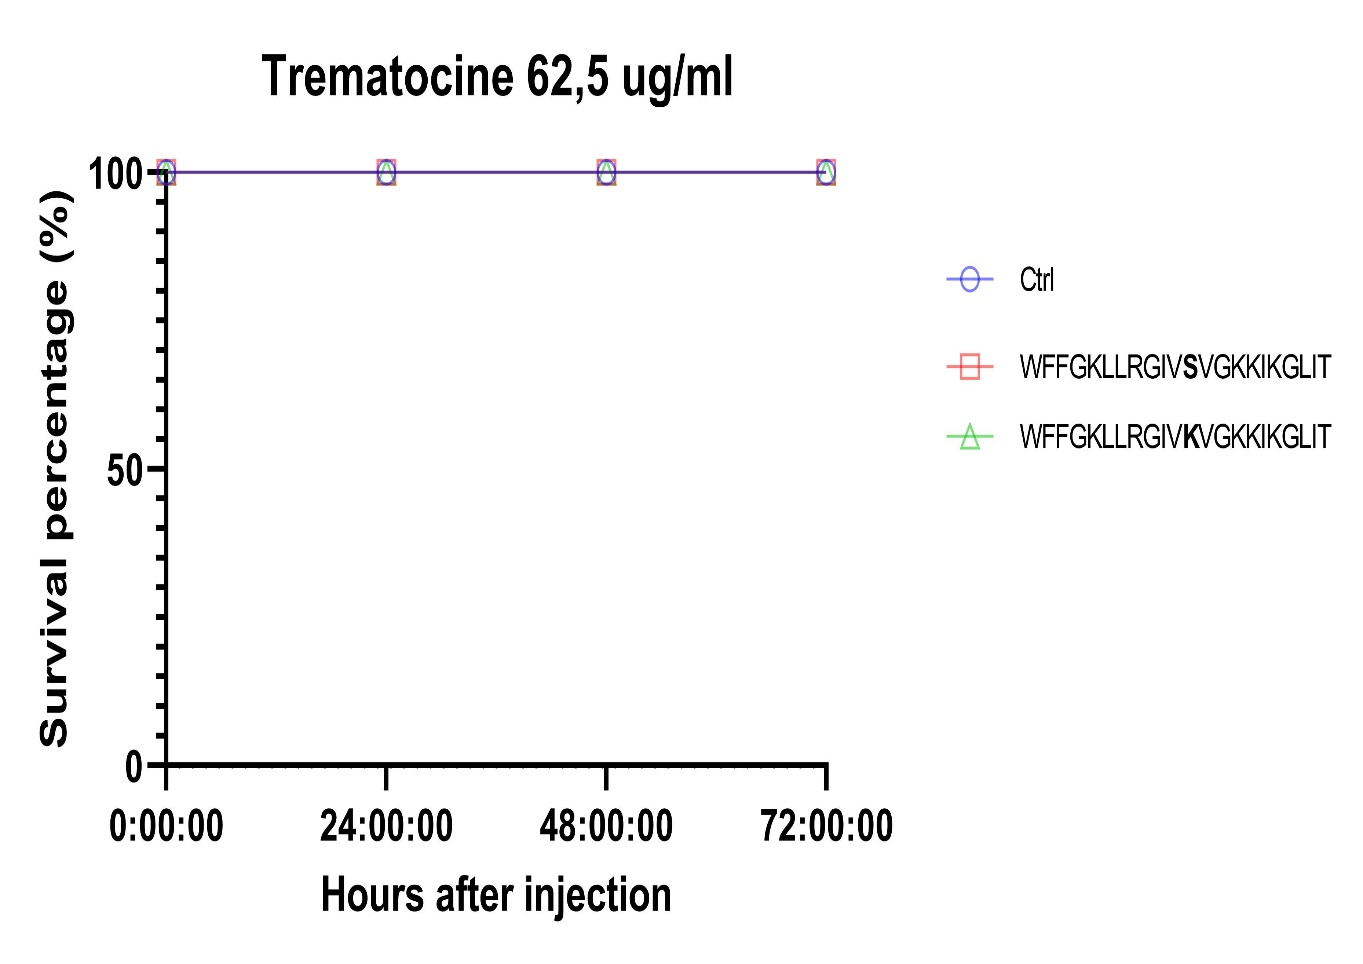 Trematocine 62,5 ug/ml
Survival percentage (%)
100
50
0
0:00:00 24:00:00 48:00:00 72:00:00
Hours after injection
Ctrl
WFFGKLLRGIVSVGKKIKGLIT
WFFGKLLRGIVKVGKKIKGLIT